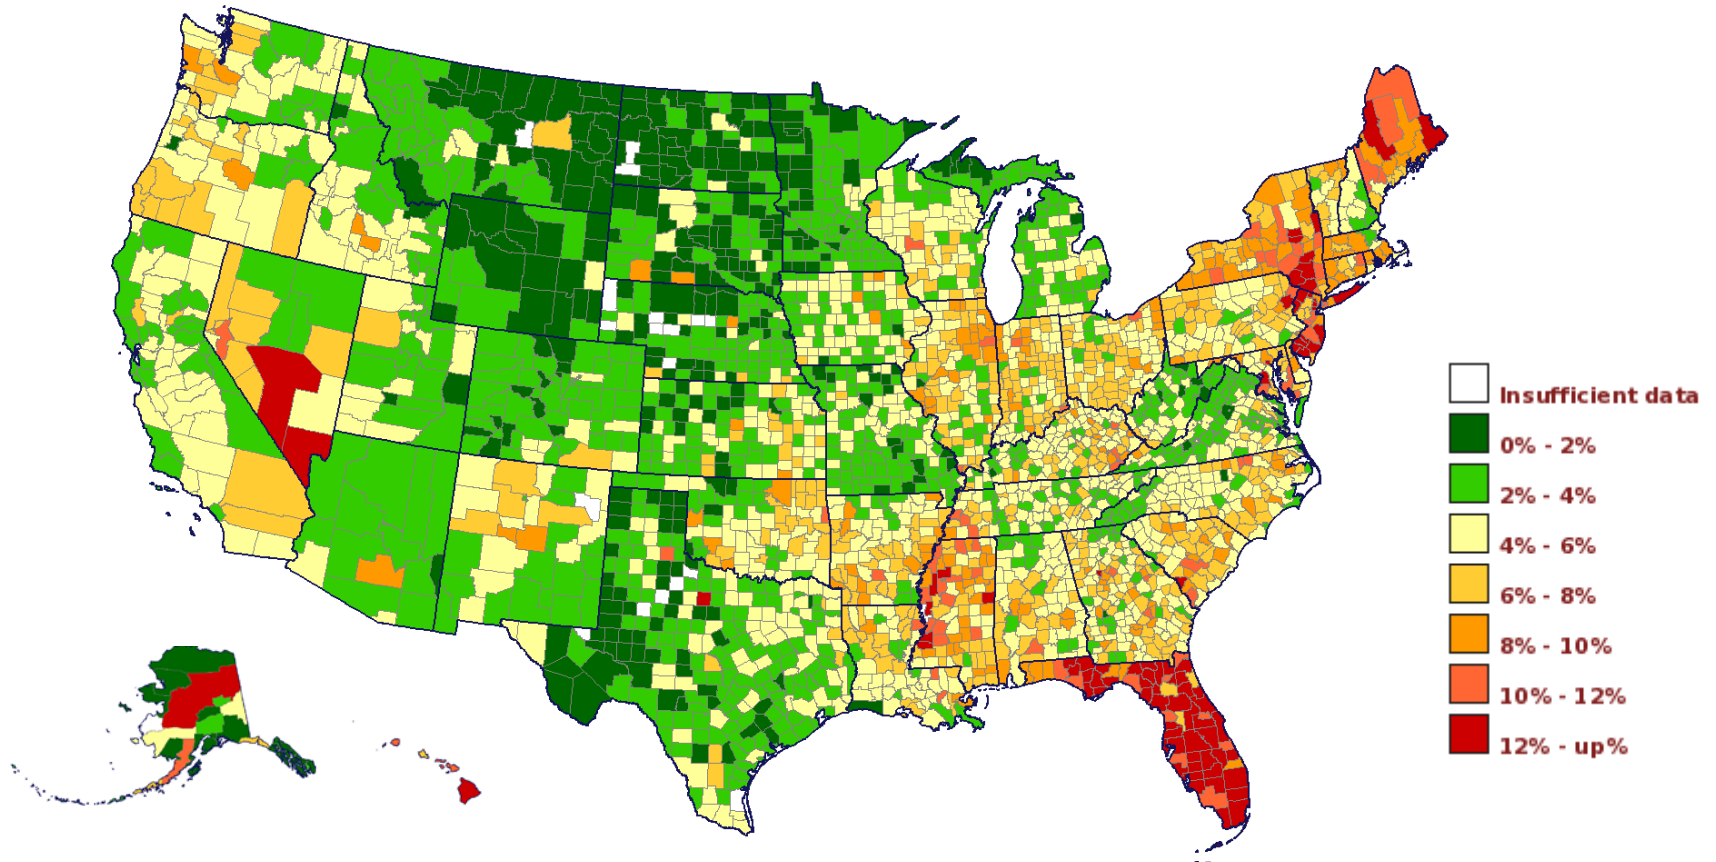 Insufficient data
0% - 2%
2% - 4%
4% - 6%
6% - 8%
8% - 10%
10% - 12%
12% - up%